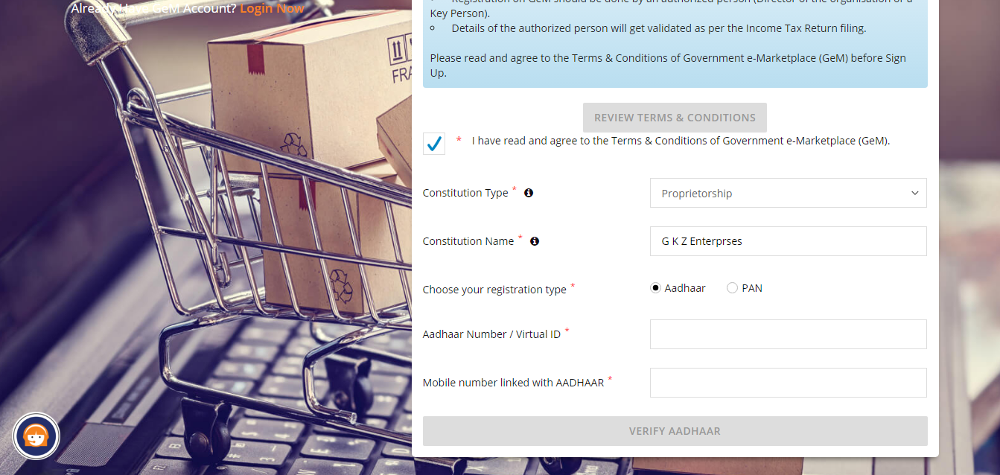 Already Have GeM Account? Login Now
Registration on GeM should be done by an authorized person (Director of the organisation or a
Key Person).
Details of the authorized person will get validated as per the Income Tax Return filing.
Please read and agree to the Terms & Conditions of Government e-Marketplace (GeM) before Sign
Up.
REVIEW TERMS & CONDITIONS
* I have read and agree to the Terms & Conditions of Government e-Marketplace (GeM).
Constitution Type *
Proprietorship
Constitution Name *
G K Z Enterprses
Choose your registration type *
Aadhaar PAN
Aadhaar Number / Virtual ID *
Mobile number linked with AADHAAR *
VERIFY AADHAAR
FRA